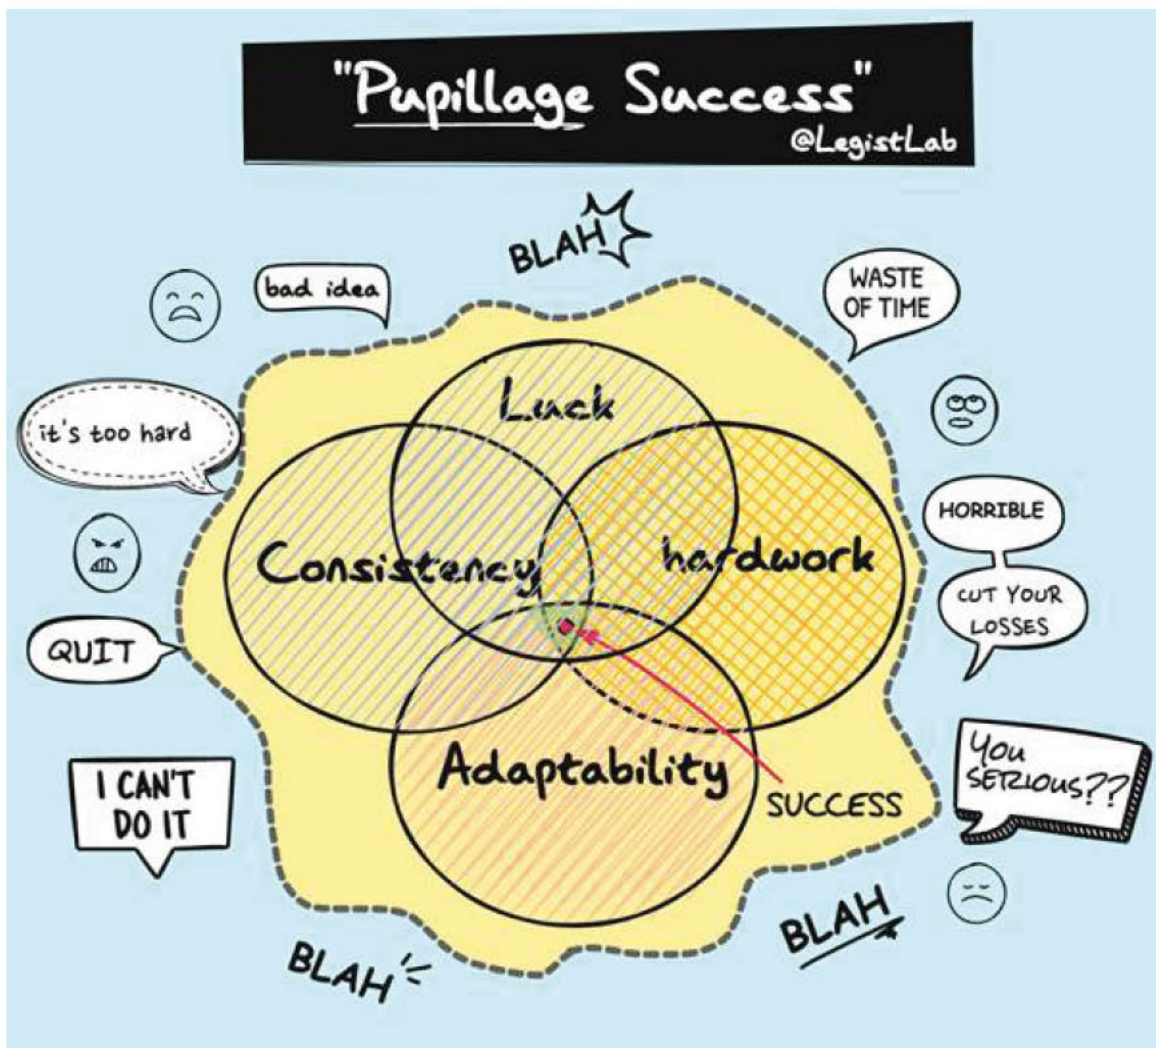 "Pupillage Success"
@LegistLab
BLAH
bad idea
WASTE
OF TIME
Luck
it's too hard
HORRIBLE
Consistency
hardwork
CUT YOUR
LOSSES
QUIT
You
SERIOUS??
Adaptability
I CAN'T
DO IT
SUCCESS
BLAH
BLAH